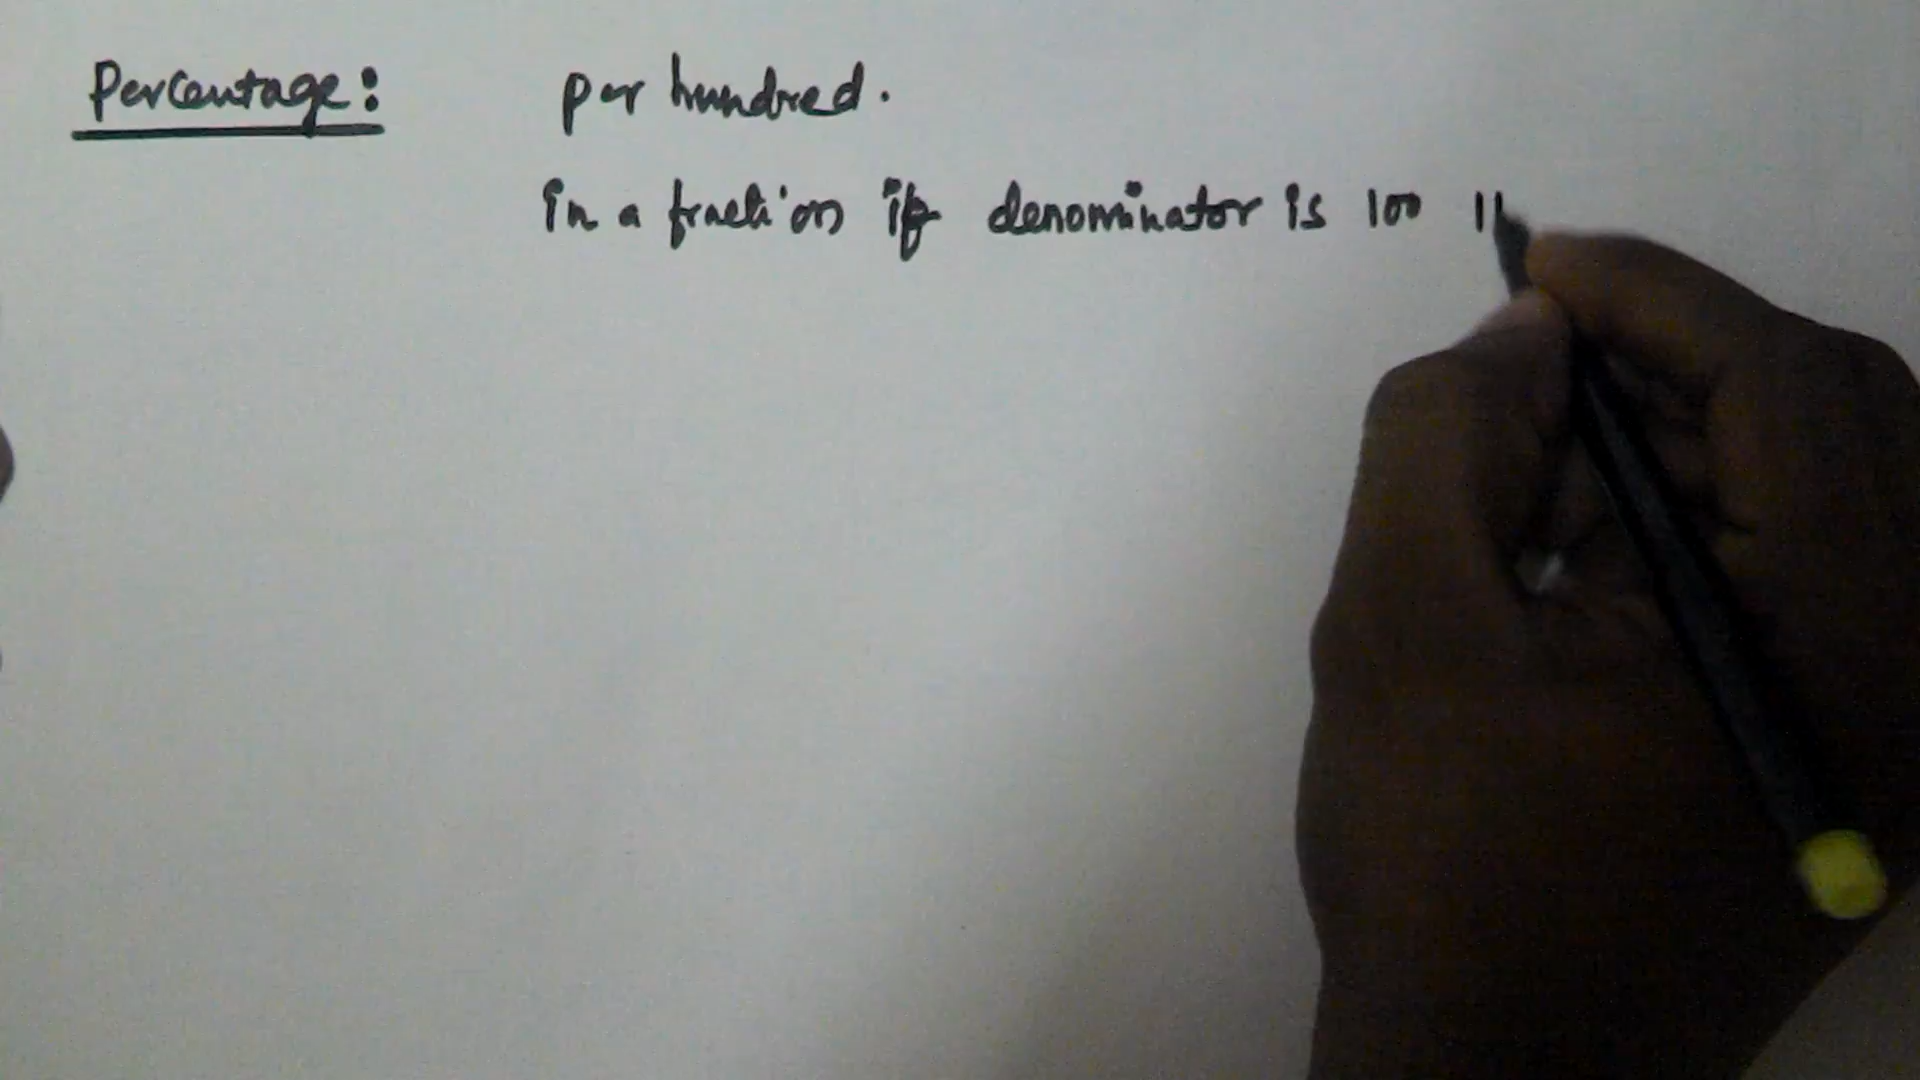 Percentage: per hundred.
in a fraction if denominator is 100